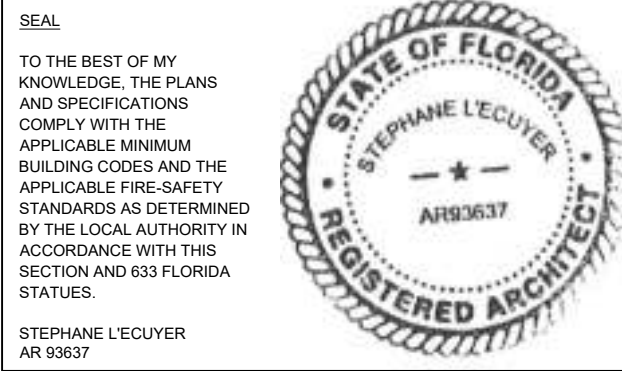 SEAL
TO THE BEST OF MY
KNOWLEDGE, THE PLANS
AND SPECIFICATIONS
COMPLY WITH THE
APPLICABLE MINIMUM
BUILDING CODES AND THE
APPLICABLE FIRE-SAFETY
STANDARDS AS DETERMINED
BY THE LOCAL AUTHORITY IN
ACCORDANCE WITH THIS
SECTION AND 633 FLORIDA
STATUES.
STEPHANE L'ECUYER
AR 93637
STATE OF FLORIDA
STEPHANE L'ECUYER
AR93637
REGISTERED ARCHITECT